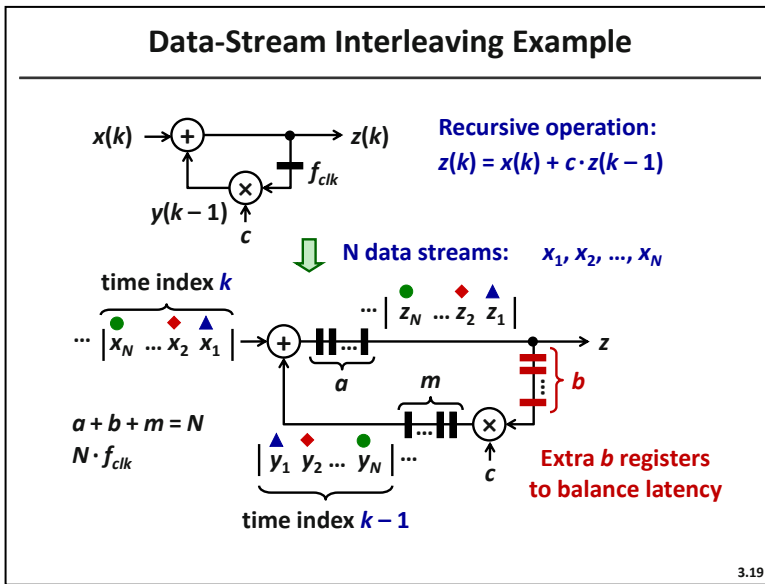 Data-Stream Interleaving Example
x(k)
+
z(k)
f_clk
×
y(k – 1)
c
Recursive operation:
z(k) = x(k) + c · z(k – 1)
N data streams: x_1, x_2, …, x_N
time index k
… | x_N … x_2 x_1 |
+
… | z_N … z_2 z_1 |
z
…
a
…
b
m
…
×
c
a + b + m = N
N · f_clk
| y_1 y_2 … y_N | …
time index k – 1
Extra b registers
to balance latency
3.19